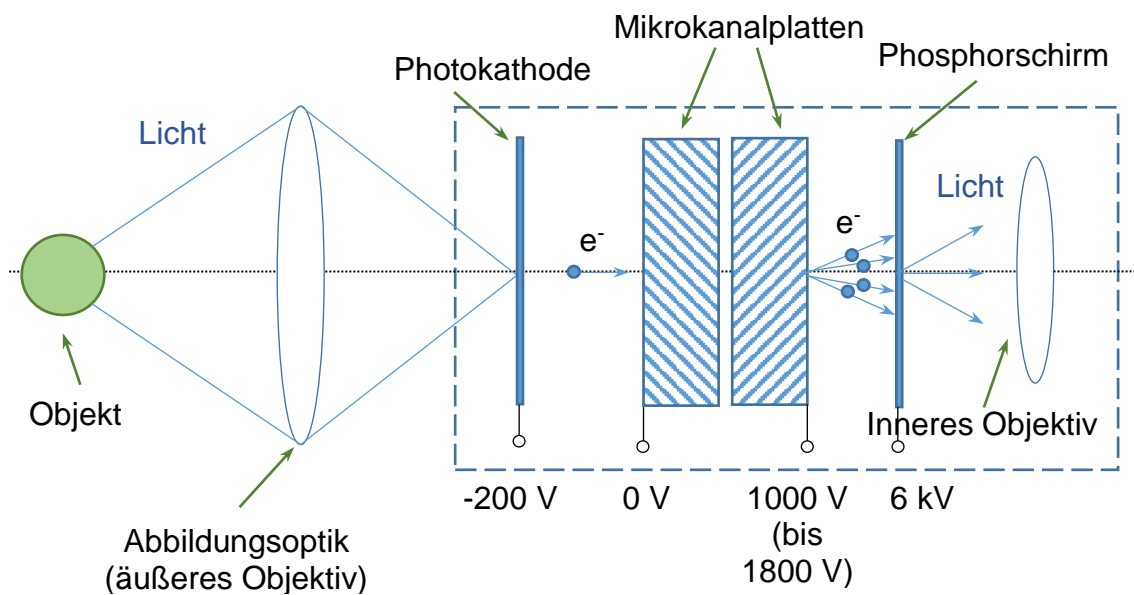 Mikrokanalplatten
Photokathode
Phosphorschirm
Licht
Licht
e-
e-
Objekt
Inneres Objektiv
-200 V
0 V
1000 V
(bis
1800 V)
6 kV
Abbildungsoptik
(äußeres Objektiv)